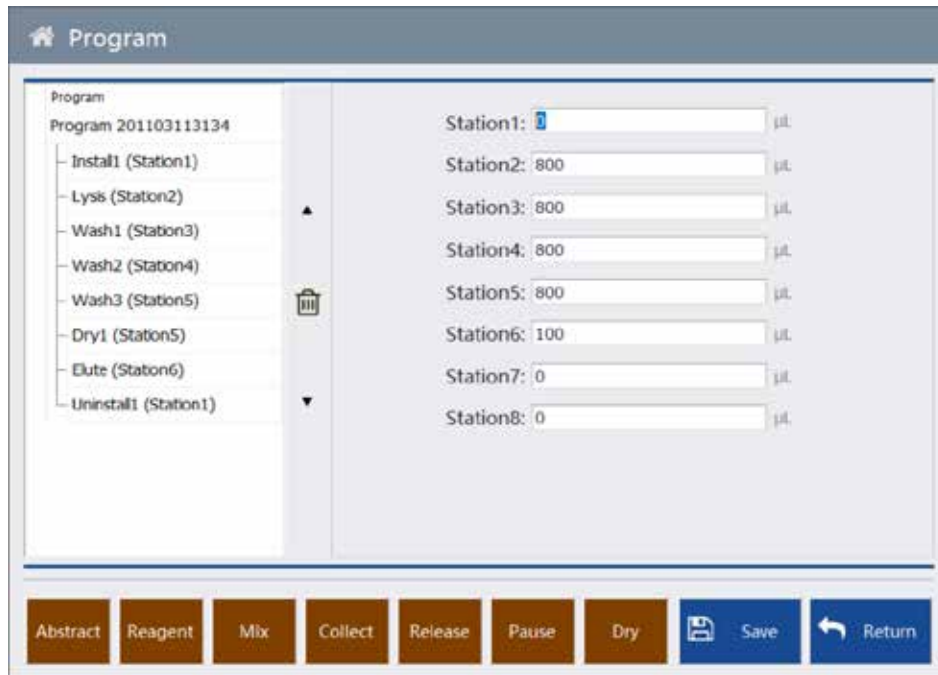 Program
Program
Program 201103113134
Install1 (Station1)
Lysis (Station2)
Wash1 (Station3)
Wash2 (Station4)
Wash3 (Station5)
Dry1 (Station5)
Elute (Station6)
Uninstall1 (Station1)
Station1: 0 µL
Station2: 800 µL
Station3: 800 µL
Station4: 800 µL
Station5: 800 µL
Station6: 100 µL
Station7: 0 µL
Station8: 0 µL
Abstract Reagent Mix Collect Release Pause Dry Save Return